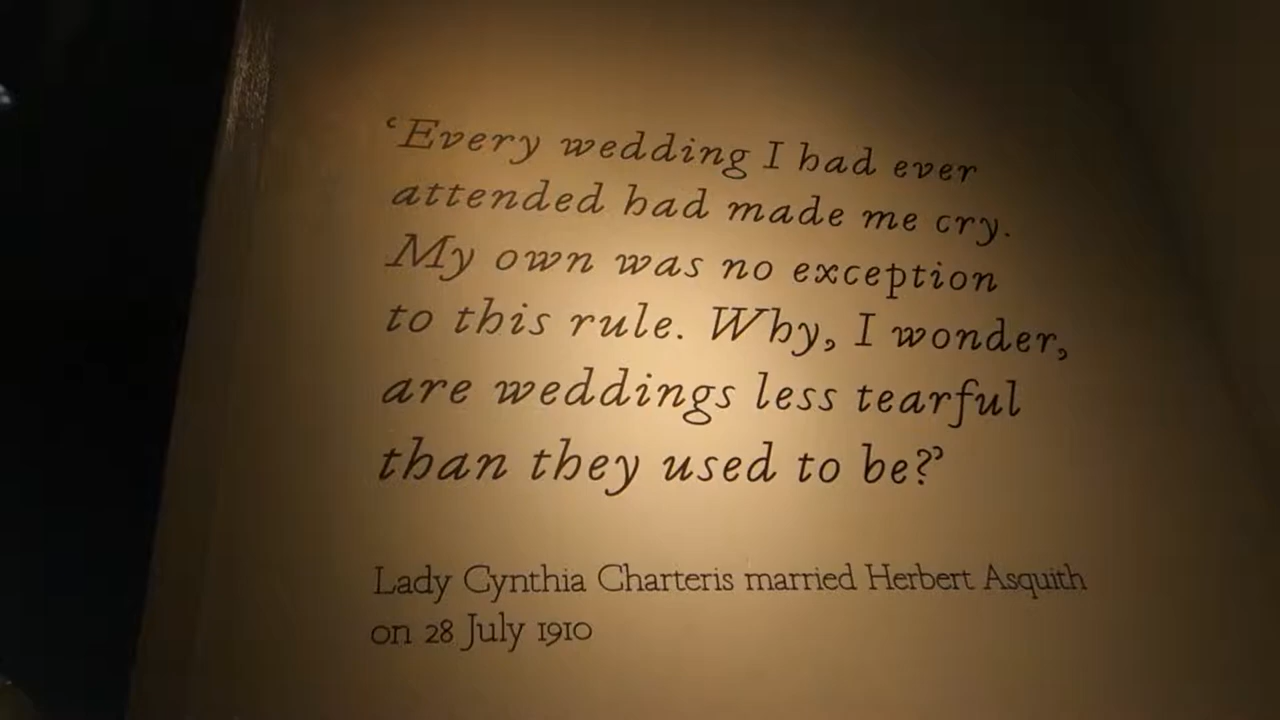 ‘Every wedding I had ever
attended had made me cry.
My own was no exception
to this rule. Why, I wonder,
are weddings less tearful
than they used to be?’
Lady Cynthia Charteris married Herbert Asquith
on 28 July 1910